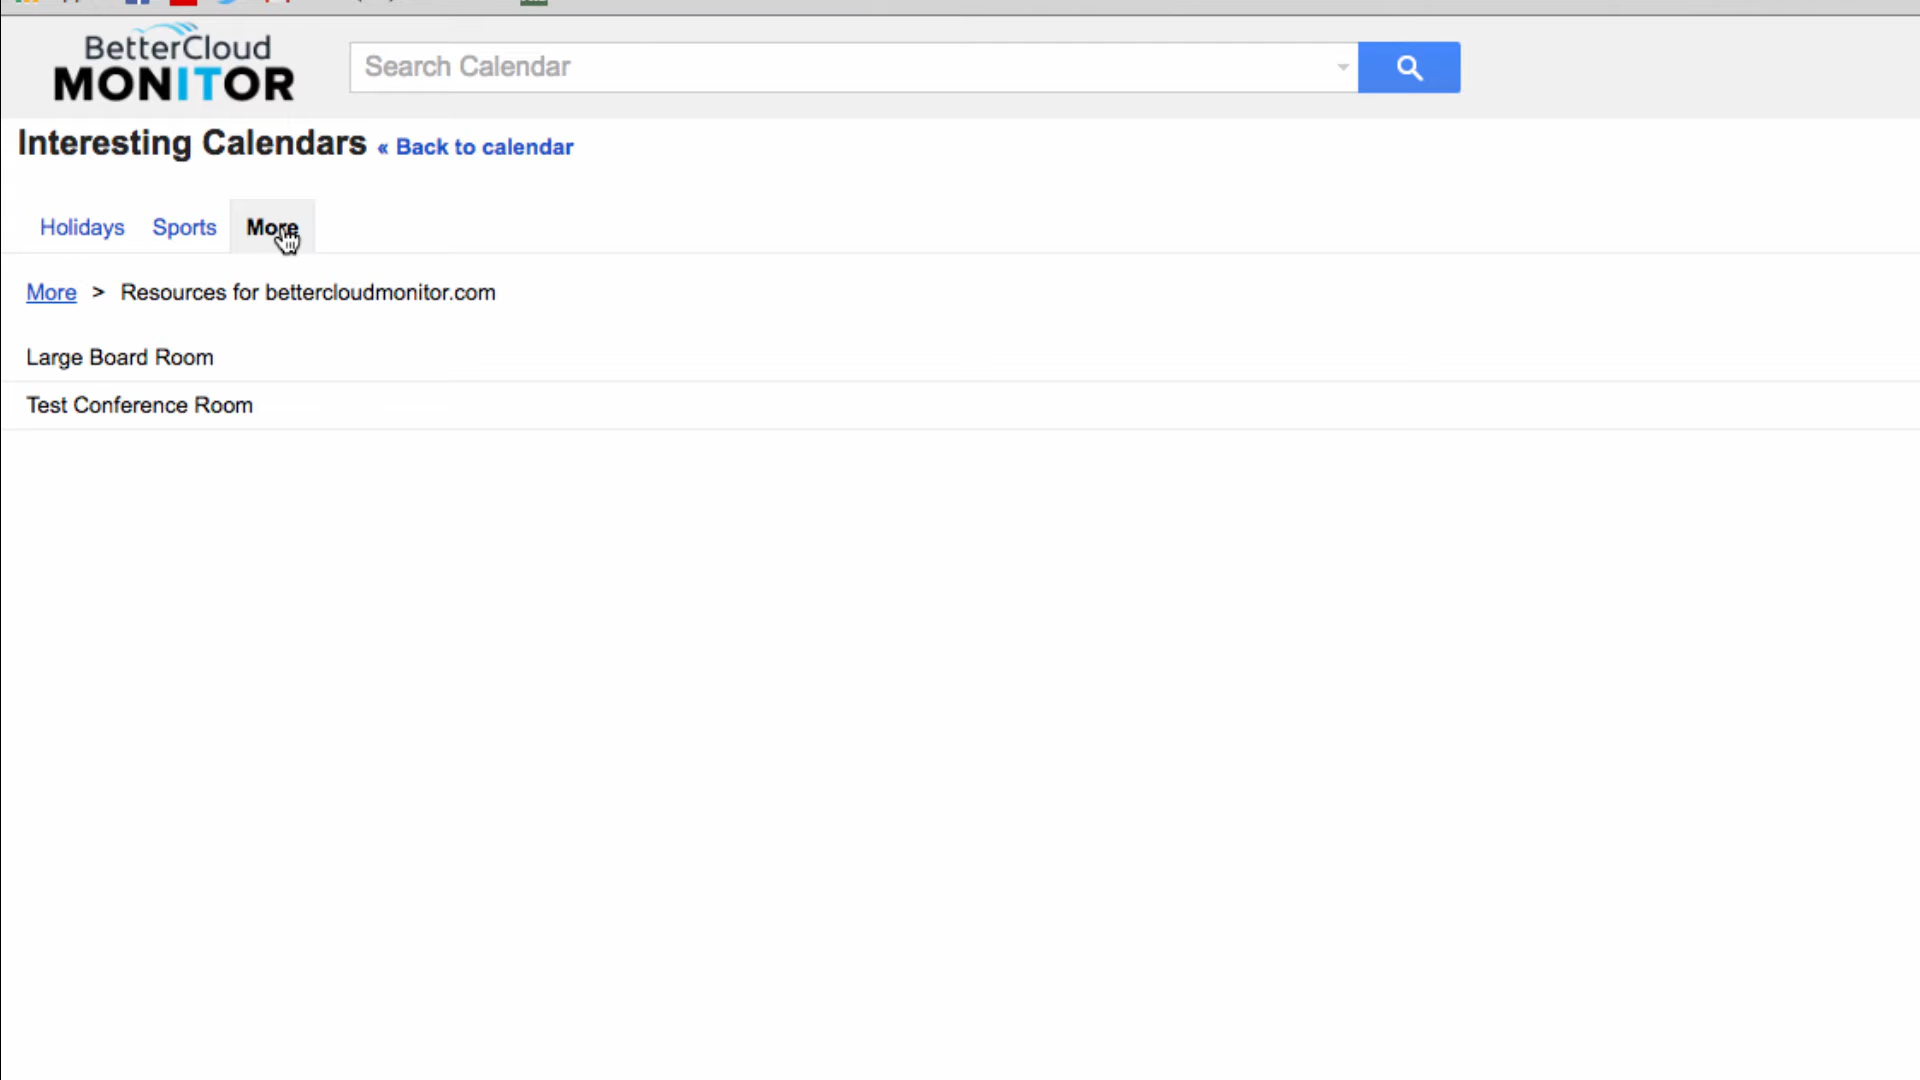 BetterCloud
MONITOR
Search Calendar
Interesting Calendars « Back to calendar
Holidays Sports More
More > Resources for bettercloudmonitor.com
Large Board Room
Test Conference Room